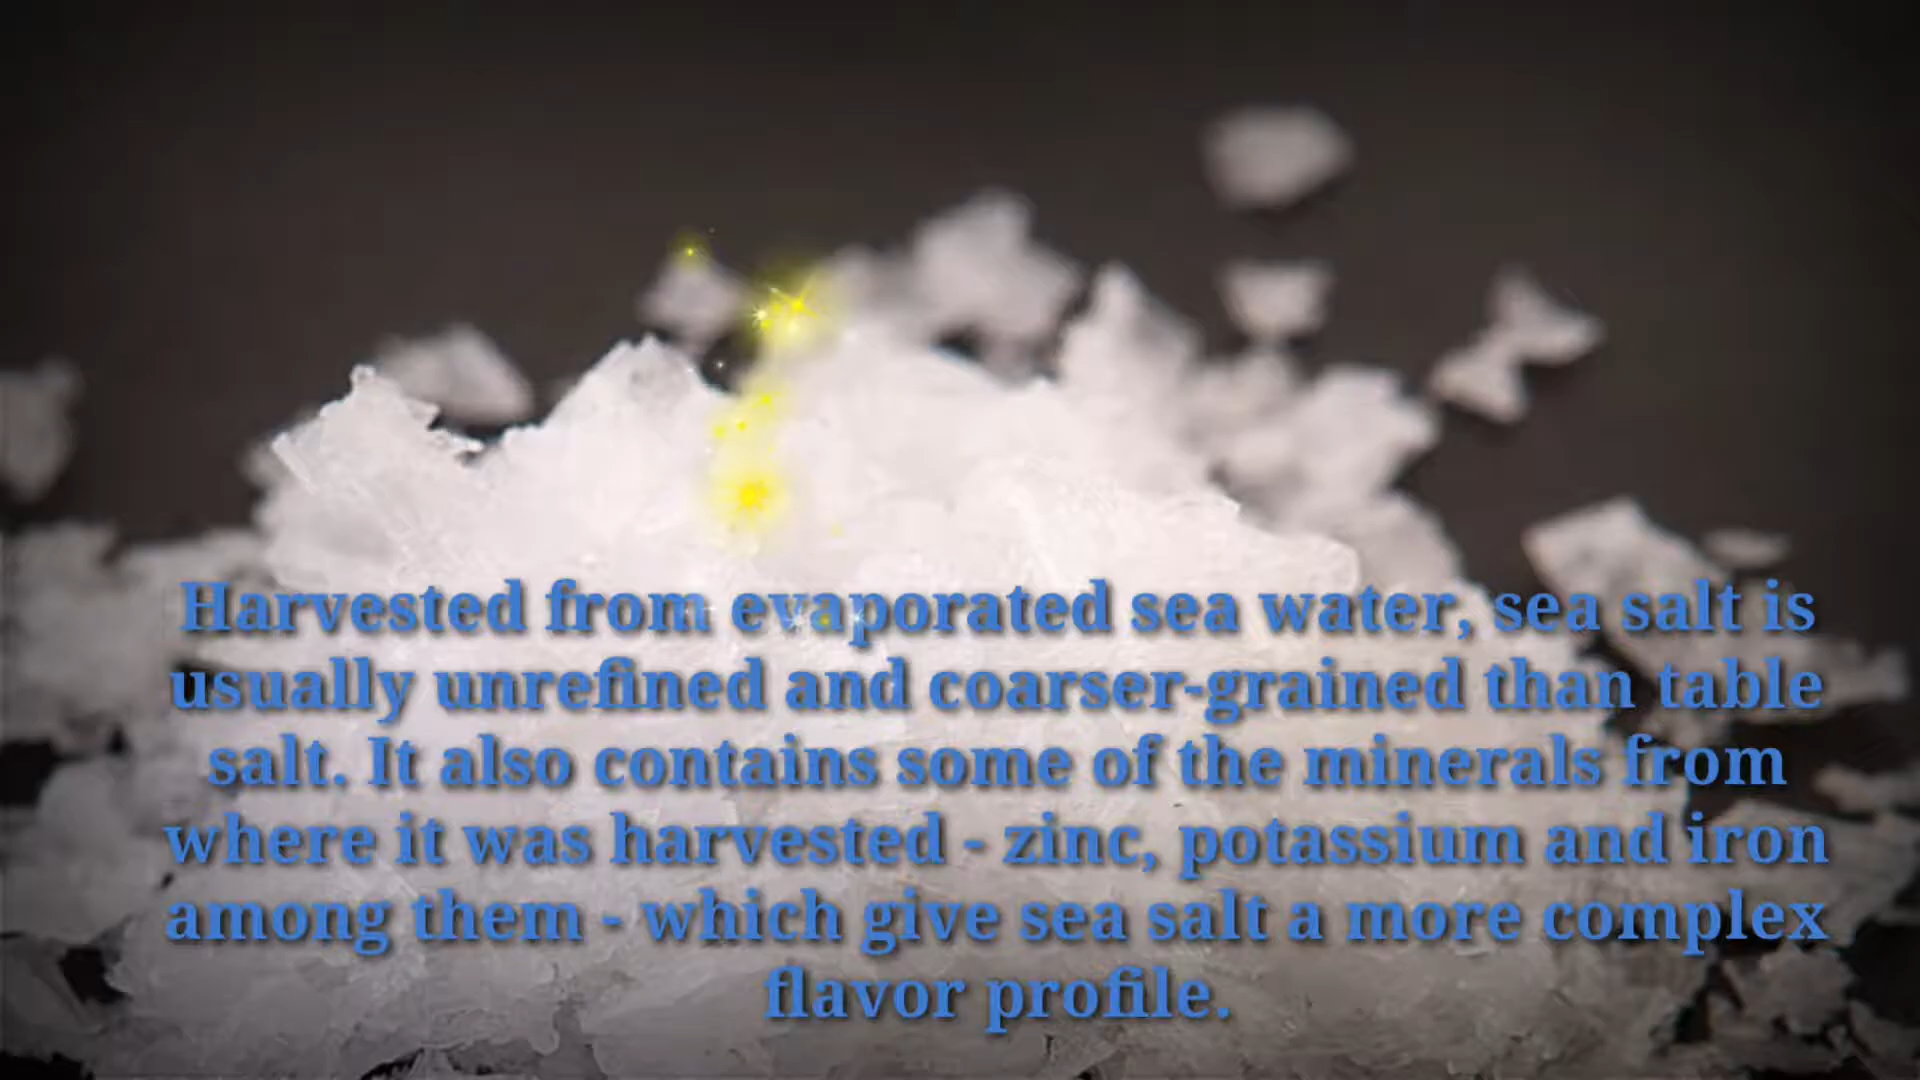 Harvested from evaporated sea water, sea salt is
usually unrefined and coarser-grained than table
salt. It also contains some of the minerals from
where it was harvested - zinc, potassium and iron
among them - which give sea salt a more complex
flavor profile.